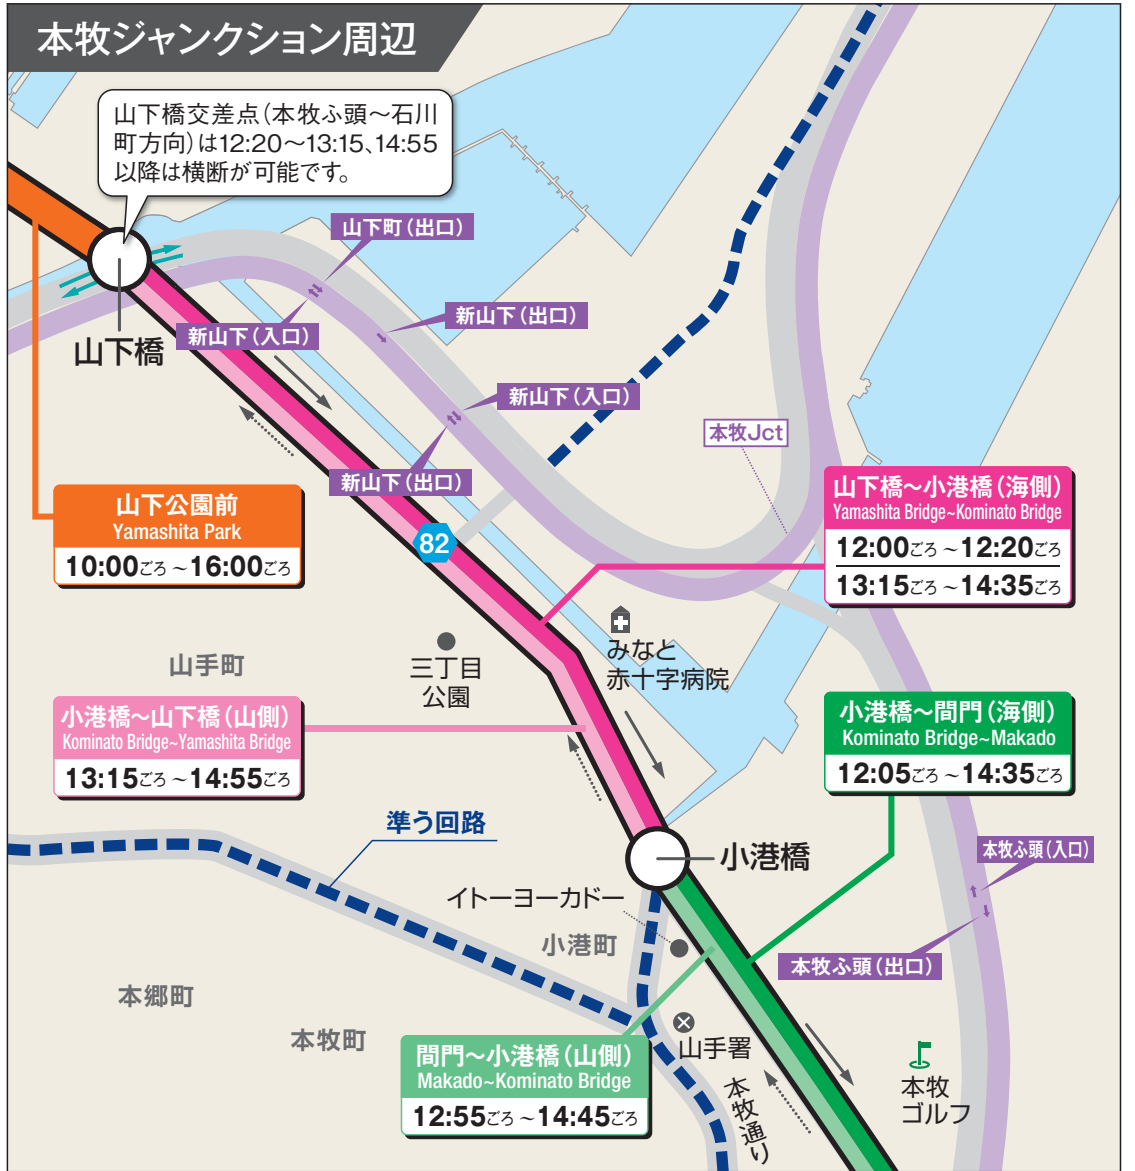 本牧ジャンクション周辺
山下橋交差点(本牧ふ頭～石川
町方向)は12:20～13:15、14:55
以降は横断が可能です。
山下町(出口)
新山下(入口)
新山下(出口)
山下橋
新山下(入口)
新山下(出口)
本牧Jct
82
山下公園前
Yamashita Park
10:00ごろ～16:00ごろ
山下橋～小港橋(海側)
Yamashita Bridge~Kominato Bridge
12:00ごろ～12:20ごろ
13:15ごろ～14:35ごろ
みなと
赤十字病院
三丁目
公園
山手町
小港橋～山下橋(山側)
Kominato Bridge~Yamashita Bridge
13:15ごろ～14:55ごろ
小港橋～間門(海側)
Kominato Bridge~Makado
12:05ごろ～14:35ごろ
準う回路
小港橋
本牧ふ頭(入口)
イトーヨーカドー
小港町
本牧ふ頭(出口)
本郷町
本牧町
間門～小港橋(山側)
Makado~Kominato Bridge
12:55ごろ～14:45ごろ
山手署
本牧通り
本牧
ゴルフ